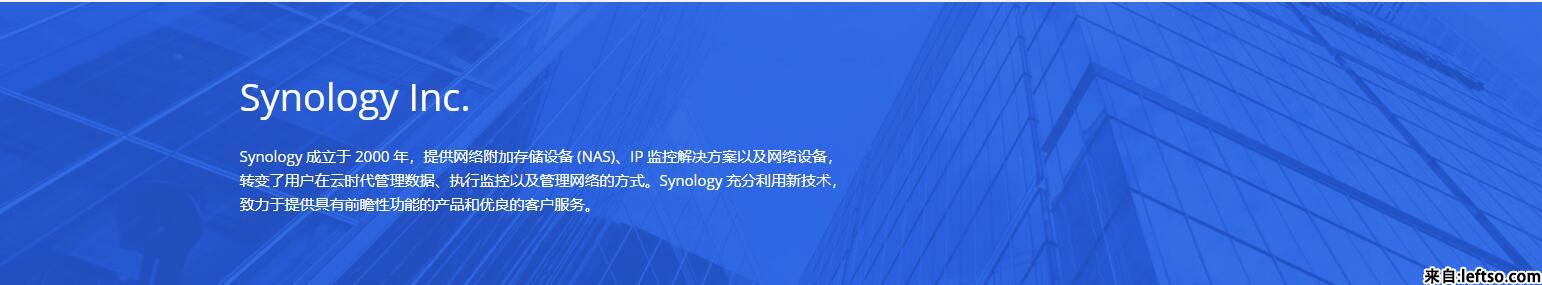 Synology Inc.
Synology 成立于 2000 年，提供网络附加存储设备 (NAS)、IP 监控解决方案以及网络设备，
转变了用户在云时代管理数据、执行监控以及管理网络的方式。Synology 充分利用新技术，
致力于提供具有前瞻性功能的产品和优良的客户服务。
来自:leftso.com